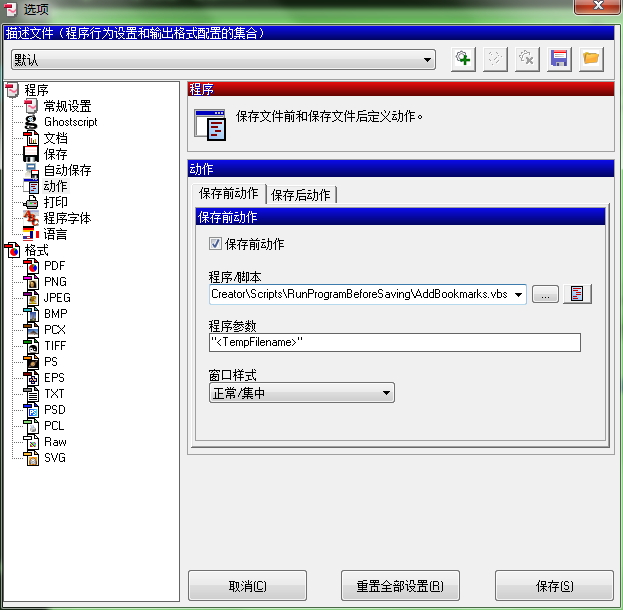 选项
描述文件（程序行为设置和输出格式配置的集合）
默认
程序
常规设置
Ghostscript
文档
保存
自动保存
动作
打印
程序字体
语言
格式
PDF
PNG
JPEG
BMP
PCX
TIFF
PS
EPS
TXT
PSD
PCL
Raw
SVG
程序
保存文件前和保存文件后定义动作。
动作
保存前动作 保存后动作
保存前动作
保存前动作
程序/脚本
Creator\Scripts\RunProgramBeforeSaving\AddBookmarks.vbs ...
程序参数
"<TempFilename>"
窗口样式
正常/集中
取消(C) 重置全部设置(R) 保存(S)